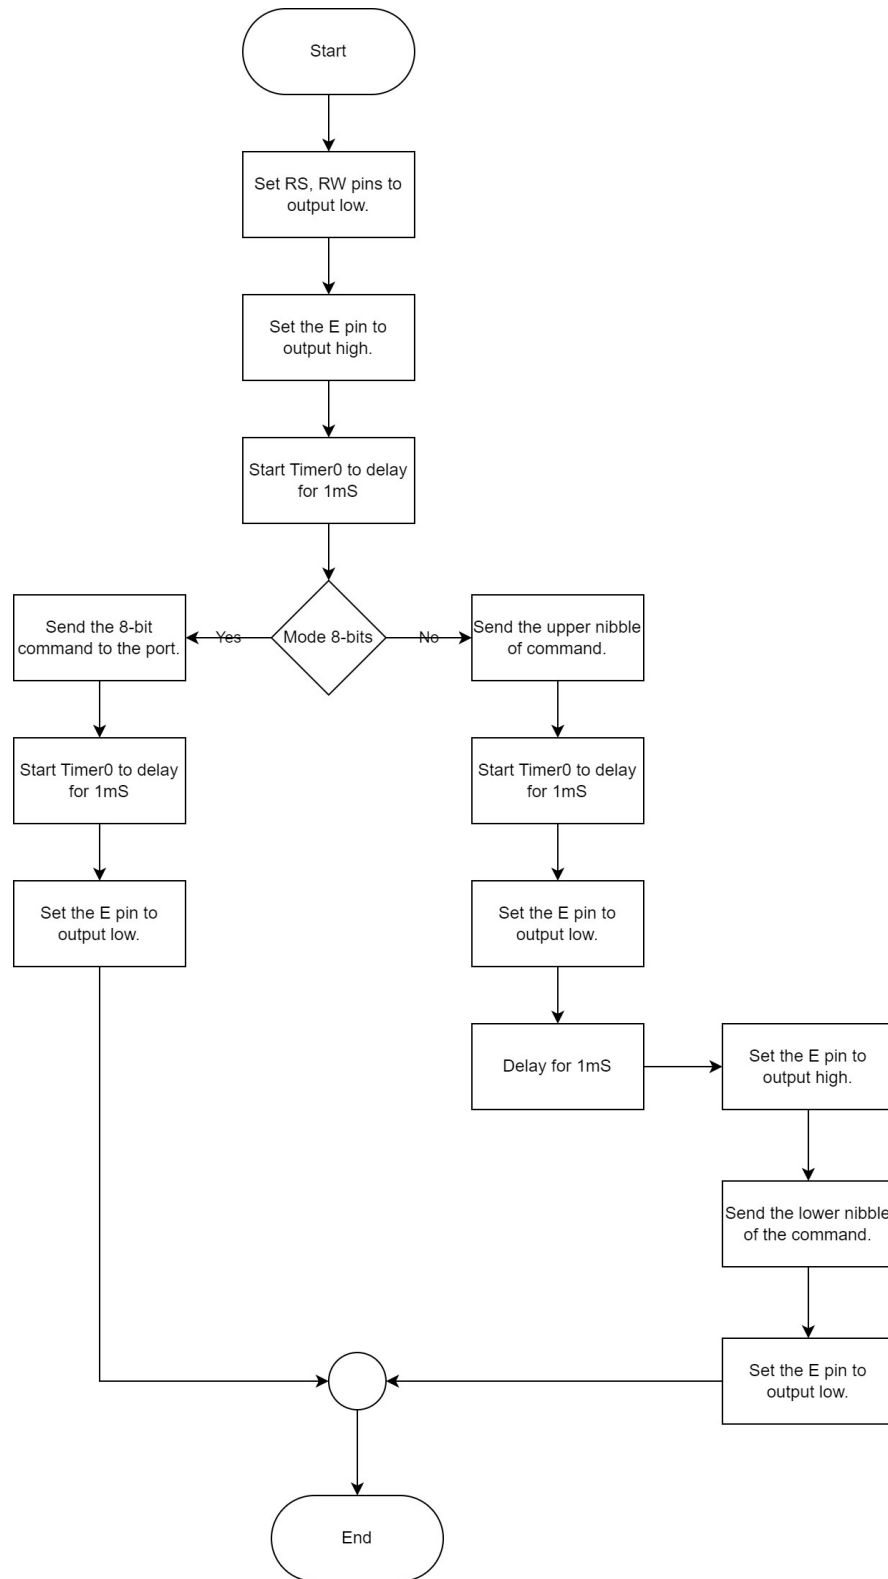 Start
Set RS, RW pins to
output low.
Set the E pin to
output high.
Start Timer0 to delay
for 1mS
Mode 8-bits
Yes
No
Send the 8-bit
command to the port.
Start Timer0 to delay
for 1mS
Set the E pin to
output low.
Send the upper nibble
of command.
Start Timer0 to delay
for 1mS
Set the E pin to
output low.
Delay for 1mS
Set the E pin to
output high.
Send the lower nibble
of the command.
Set the E pin to
output low.
End